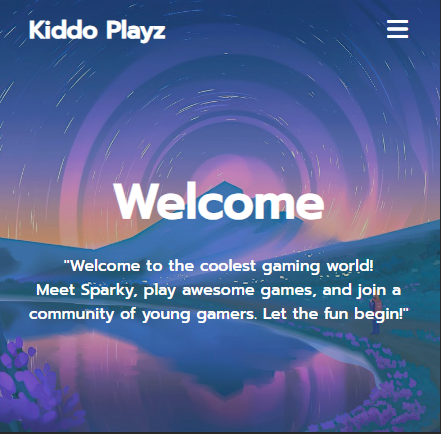 Kiddo Playz
Welcome
"Welcome to the coolest gaming world!
Meet Sparky, play awesome games, and join a
community of young gamers. Let the fun begin!"